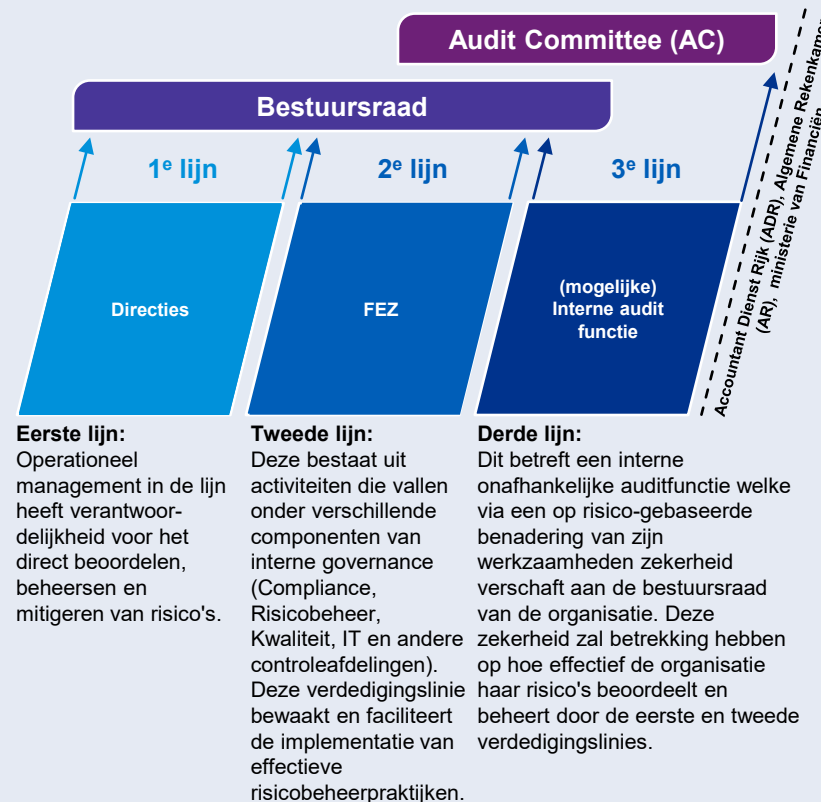 Audit Committee (AC)
Bestuursraad
1e lijn
2e lijn
3e lijn
Directies
FEZ
(mogelijke)
Interne audit
functie
Accountant Dienst Rijk (ADR), Algemene Rekenkamer
(AR), ministerie van Financiën
Eerste lijn:
Operationeel
management in de lijn
heeft verantwoor-
delijkheid voor het
direct beoordelen,
beheersen en
mitigeren van risico's.
Tweede lijn:
Deze bestaat uit
activiteiten die vallen
onder verschillende
componenten van
interne governance
(Compliance,
Risicobeheer,
Kwaliteit, IT en andere
controleafdelingen).
Deze verdedigingslinie
bewaakt en faciliteert
de implementatie van
effectieve
risicobeheerpraktijken.
Derde lijn:
Dit betreft een interne
onafhankelijke auditfunctie welke
via een op risico-gebaseerde
benadering van zijn
werkzaamheden zekerheid
verschaft aan de bestuursraad
van de organisatie. Deze
zekerheid zal betrekking hebben
op hoe effectief de organisatie
haar risico's beoordeelt en
beheert door de eerste en tweede
verdedigingslinies.